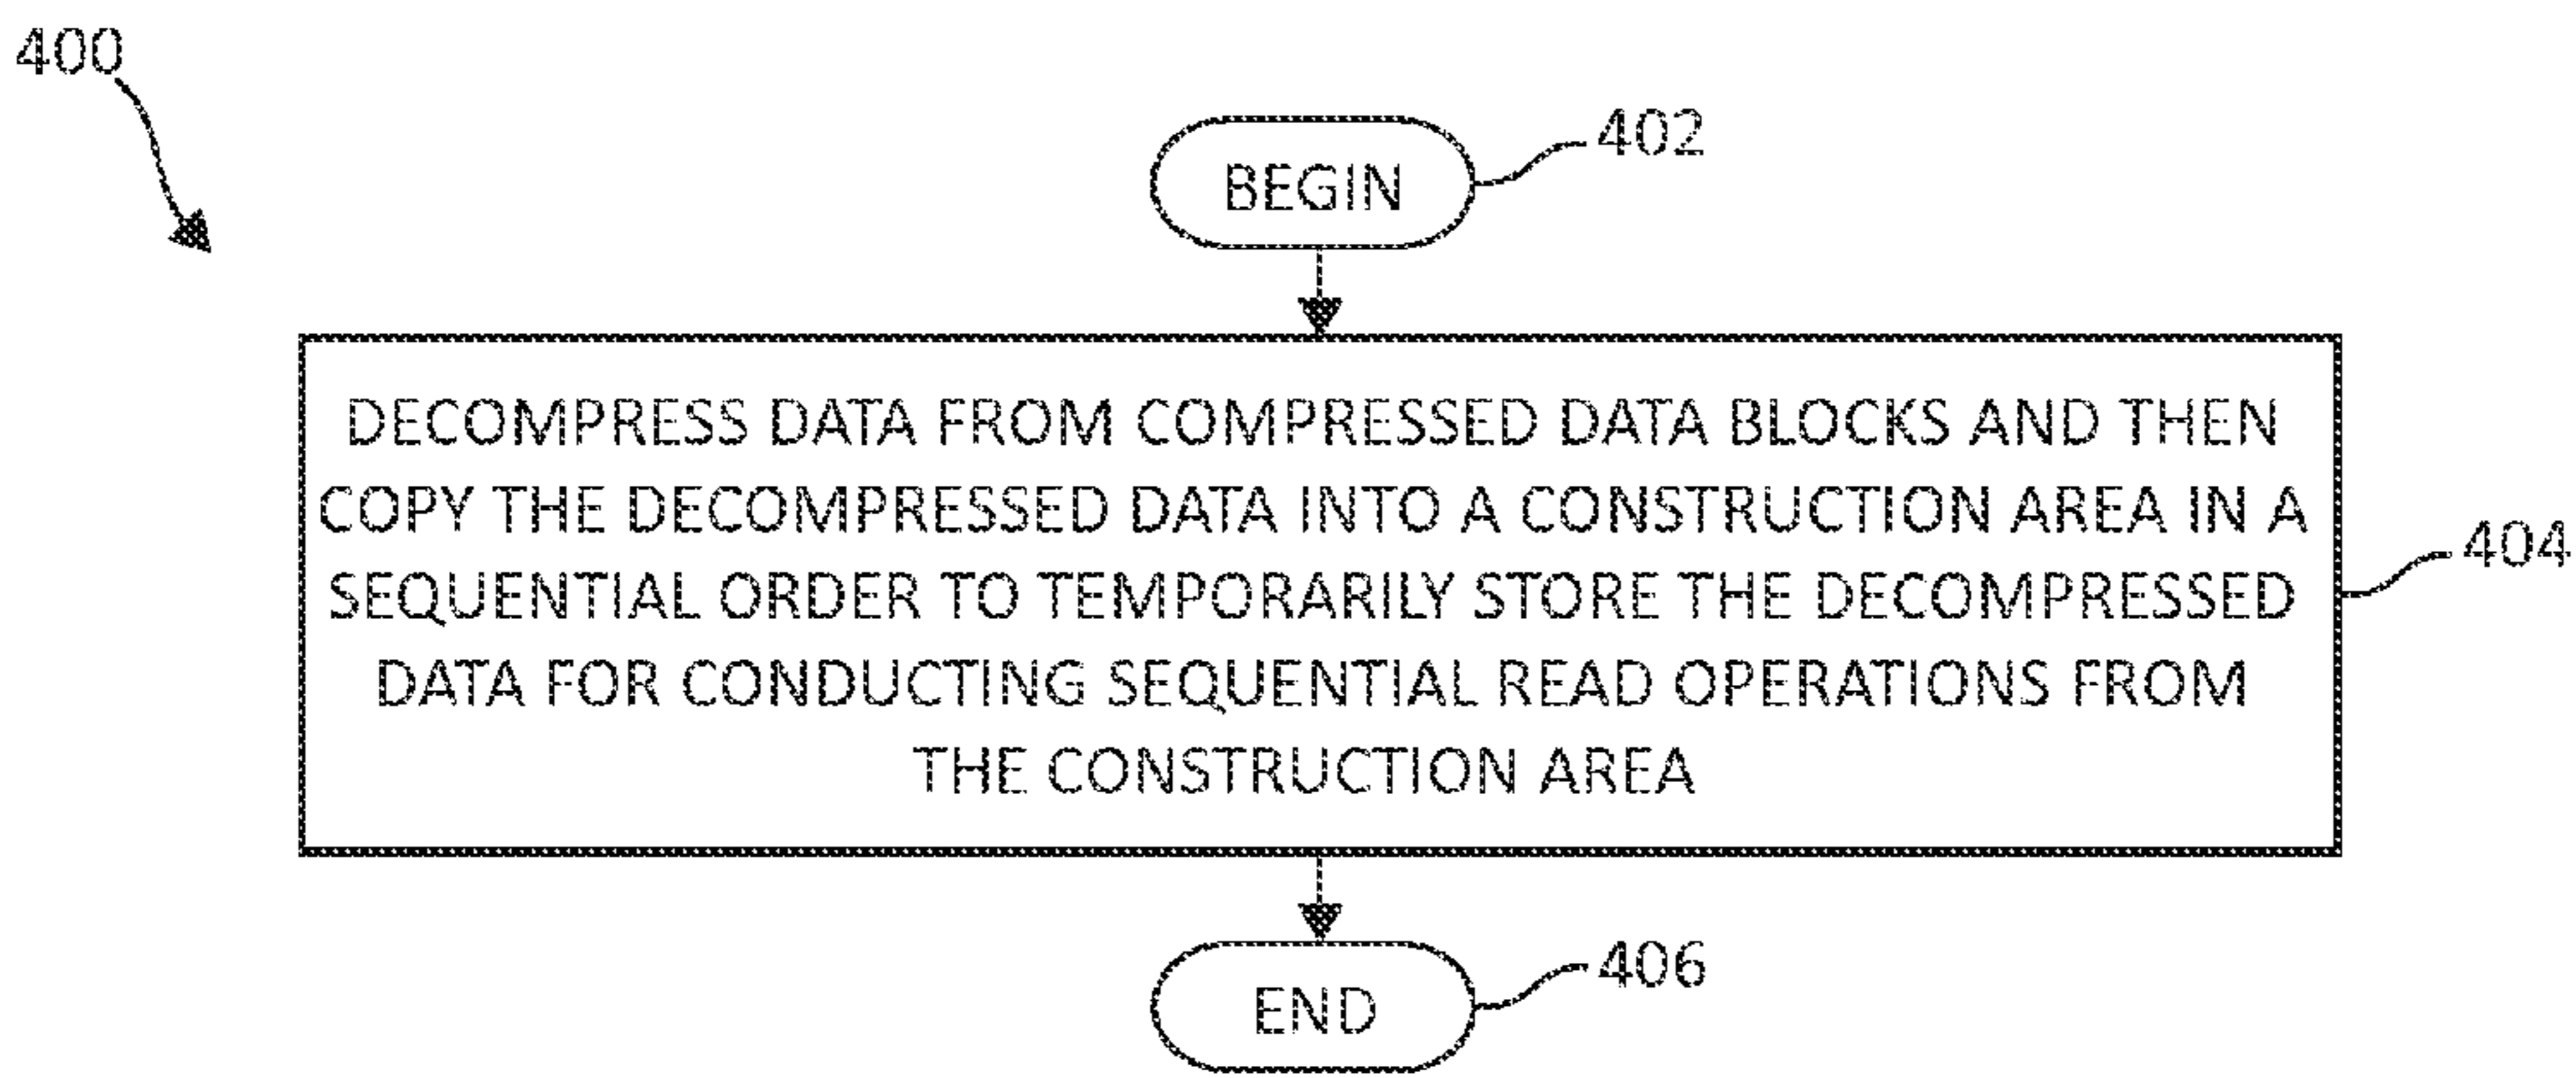 400
402
BEGIN
DECOMPRESS DATA FROM COMPRESSED DATA BLOCKS AND THEN
COPY THE DECOMPRESSED DATA INTO A CONSTRUCTION AREA IN A
SEQUENTIAL ORDER TO TEMPORARILY STORE THE DECOMPRESSED
DATA FOR CONDUCTING SEQUENTIAL READ OPERATIONS FROM
THE CONSTRUCTION AREA
404
406
END